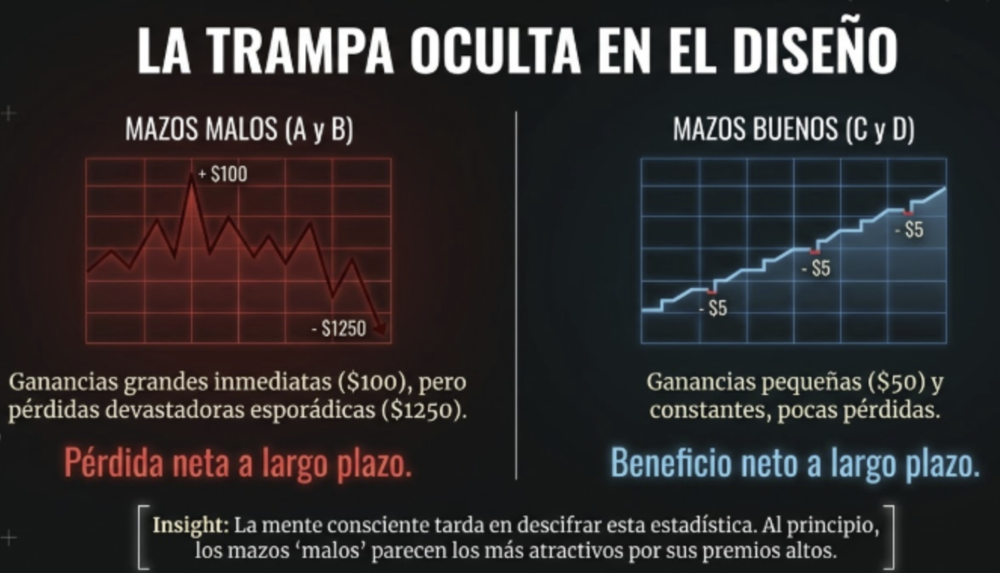 LA TRAMPA OCULTA EN EL DISEÑO
MAZOS MALOS (A y B)
+ $100
- $1250
Ganancias grandes inmediatas ($100), pero
pérdidas devastadoras esporádicas ($1250).
Pérdida neta a largo plazo.
MAZOS BUENOS (C y D)
- $5
- $5
- $5
Ganancias pequeñas ($50) y
constantes, pocas pérdidas.
Beneficio neto a largo plazo.
Insight: La mente consciente tarda en descifrar esta estadística. Al principio,
los mazos ‘malos’ parecen los más atractivos por sus premios altos.